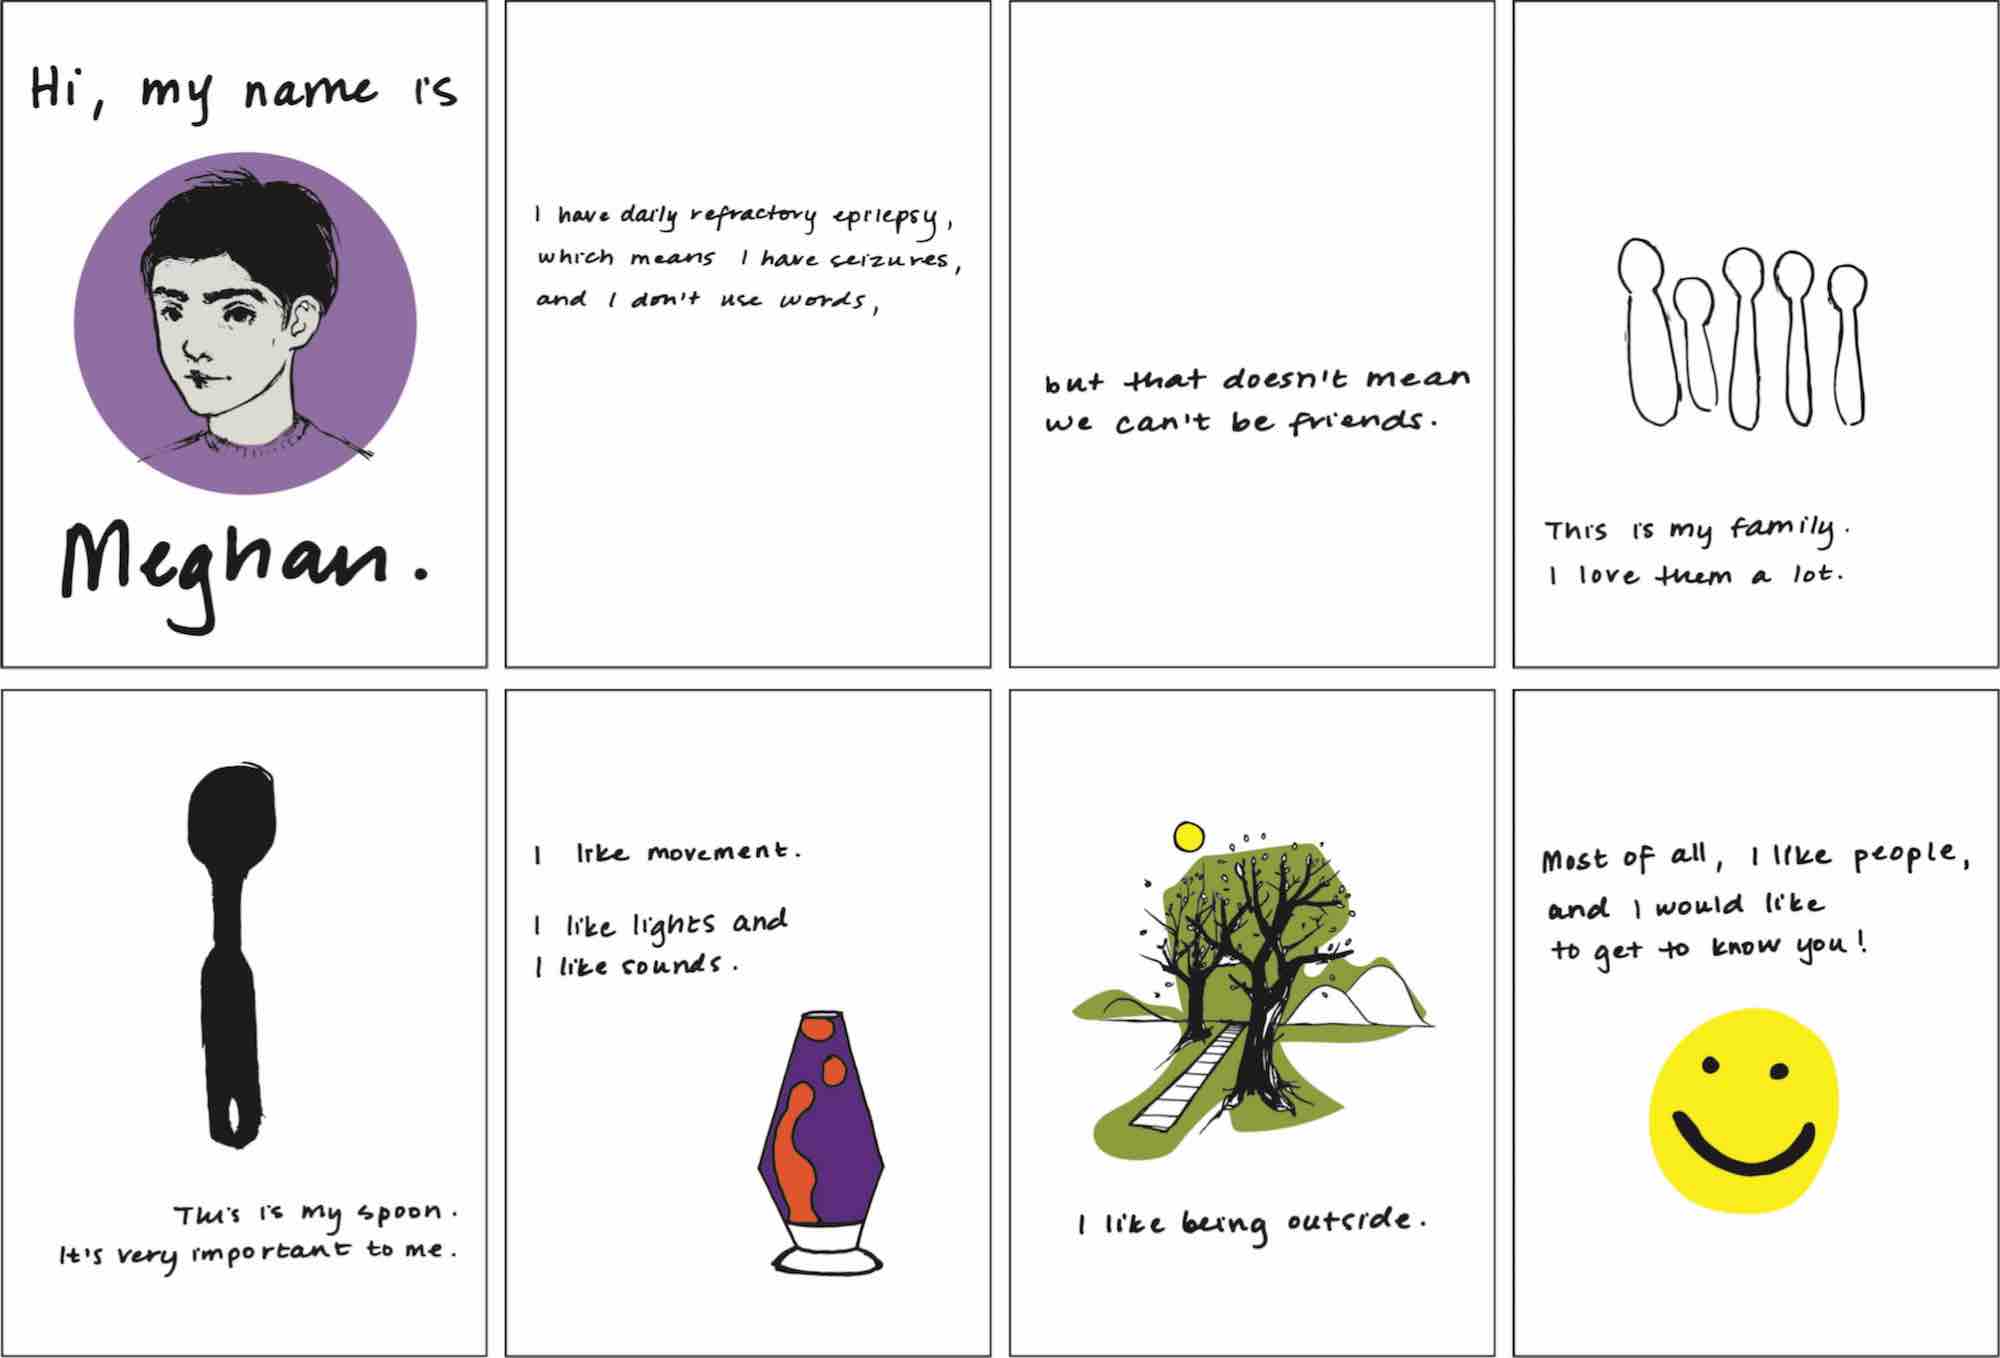 Hi, my name is
Meghan.
I have daily refractory epilepsy,
which means I have seizures,
and I don't use words,
but that doesn't mean
we can't be friends.
This is my family.
I love them a lot.
This is my spoon.
It's very important to me.
I like movement.
I like lights and
I like sounds.
I like being outside.
Most of all, I like people,
and I would like
to get to know you!